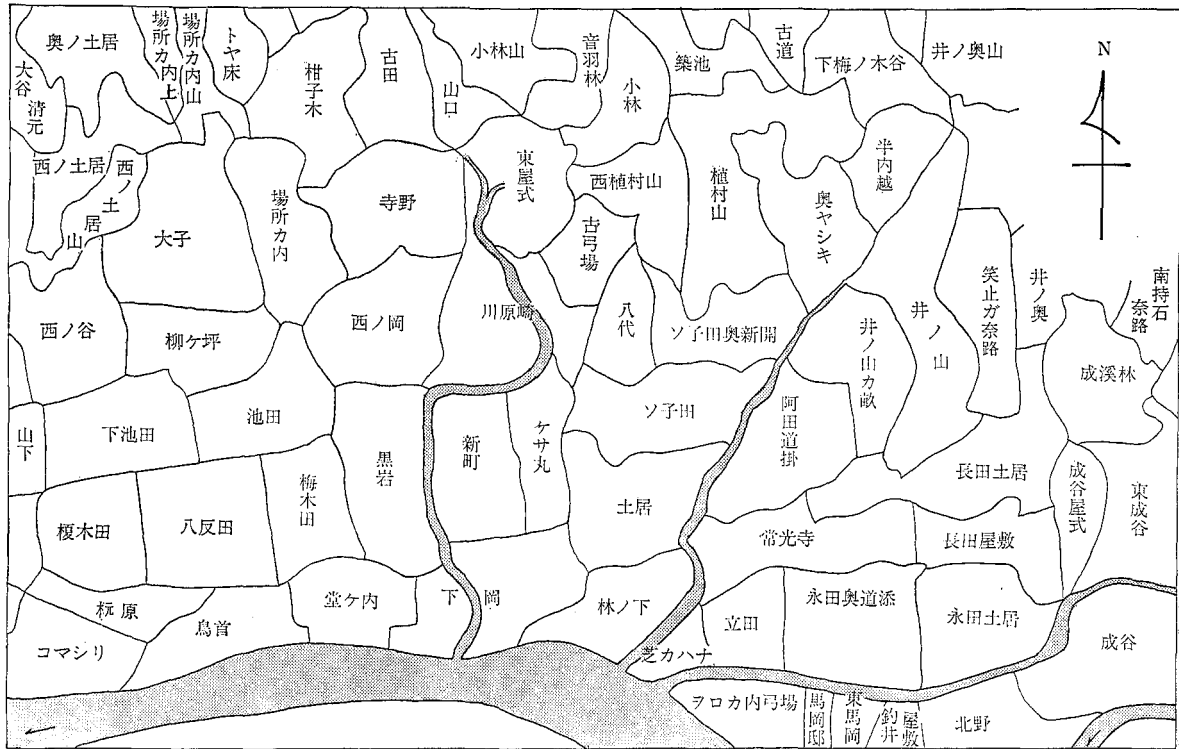 奥ノ土居
場所カ内上
場所カ内山
トヤ床
柑子木
古田
山口
小林山
音羽林
小林
築池
古道
下梅ノ木谷
井ノ奥山
N
大谷
清元
西ノ土居
西ノ土居山
大子
場所カ内
寺野
東屋式
西植村山
古弓場
植村山
奥ヤシキ
半内越
西ノ谷
柳ケ坪
西ノ岡
川原崎
八代
ソ子田奥新開
井ノ山カ畝
井ノ山
笑止ガ奈路
井ノ奥
南持石
奈路
成溪林
山下
下池田
池田
黒岩
新町
ケサ丸
ソ子田
阿田道掛
長田土居
成谷屋式
東成谷
榎木田
八反田
梅木田
土居
常光寺
長田屋敷
原
鳥首
堂ケ内
下岡
林ノ下
立田
永田奥道添
永田土居
成谷
コマシリ
芝カハナ
ヲロカ内弓場
馬岡邸
東馬岡
釣井
屋敷
北野